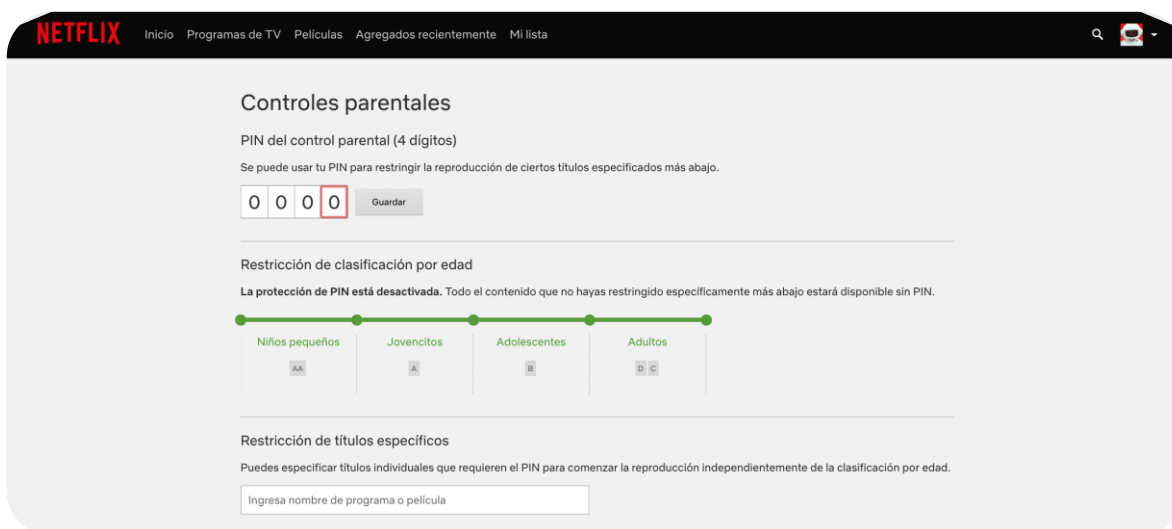 NETFLIX Inicio Programas de TV Películas Agregados recientemente Mi lista
Controles parentales
PIN del control parental (4 dígitos)
Se puede usar tu PIN para restringir la reproducción de ciertos títulos especificados más abajo.
0 0 0 0 Guardar
Restricción de clasificación por edad
La protección de PIN está desactivada. Todo el contenido que no hayas restringido específicamente más abajo estará disponible sin PIN.
Niños pequeños Jovencitos Adolescentes Adultos
AA A B D C
Restricción de títulos específicos
Puedes especificar títulos individuales que requieren el PIN para comenzar la reproducción independientemente de la clasificación por edad.
Ingresa nombre de programa o película